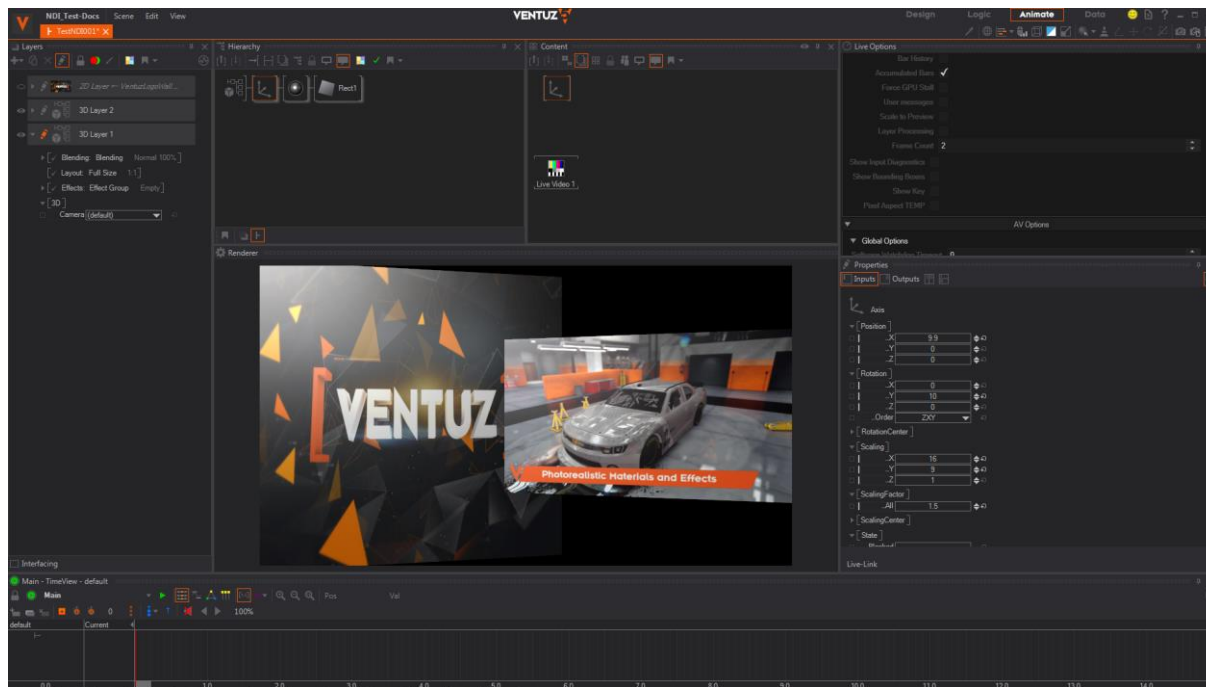 NDI_Test-Docs Scene Edit View
VENTUZ
Design Logic Animate Data
TestNDI001* X
Layers
Hierarchy
Content
Live Options
3D Layer 2
3D Layer 1
Blending: Blending Normal 100%
Layout: Full Size 1:1
Effects: Effect Group Empty
3D
Camera (default)
Rect1
Live Video 1
Bar History
Accumulated Bars
Force GPU Stall
User messages
Scale to Preview
Layer Processing
Frame Count 2
Show Input Diagnostics
Show Bounding Boxes
Show Key
Pixel Aspect TEMP
AV Options
Global Options
Renderer
VENTUZ
Photorealistic Materials and Effects
Properties
Inputs Outputs
Axis
Position
..X 9.9
..Y 0
..Z 0
Rotation
..X 0
..Y 10
..Z 0
..Order ZXY
RotationCenter
Scaling
..X 16
..Y 9
..Z 1
ScalingFactor
..All 1.5
ScalingCenter
State
Interfacing
Live-Link
Main - TimeView - default
Main
Pos Val
0 100%
default Current
0.0 1.0 2.0 3.0 4.0 5.0 6.0 7.0 8.0 9.0 10.0 11.0 12.0 13.0 14.0